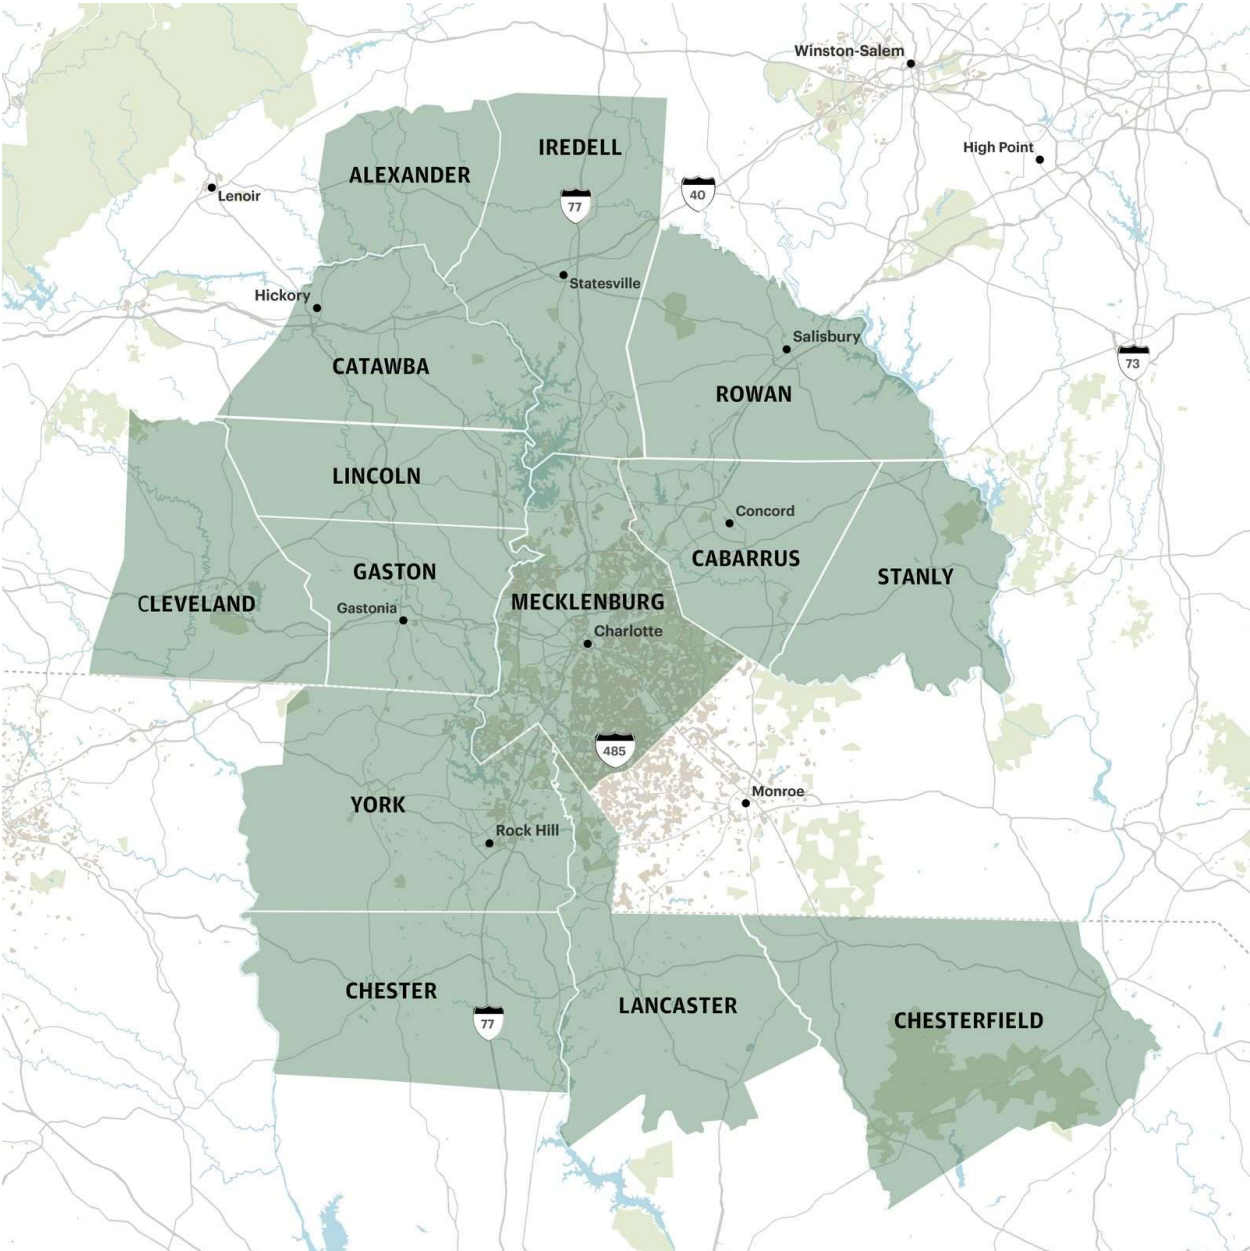 Winston-Salem
High Point
IREDELL
ALEXANDER
40
77
Lenoir
Statesville
Hickory
Salisbury
73
CATAWBA
ROWAN
LINCOLN
Concord
CABARRUS
GASTON
STANLY
CLEVELAND
Gastonia
MECKLENBURG
Charlotte
485
Monroe
YORK
Rock Hill
CHESTER
LANCASTER
77
CHESTERFIELD